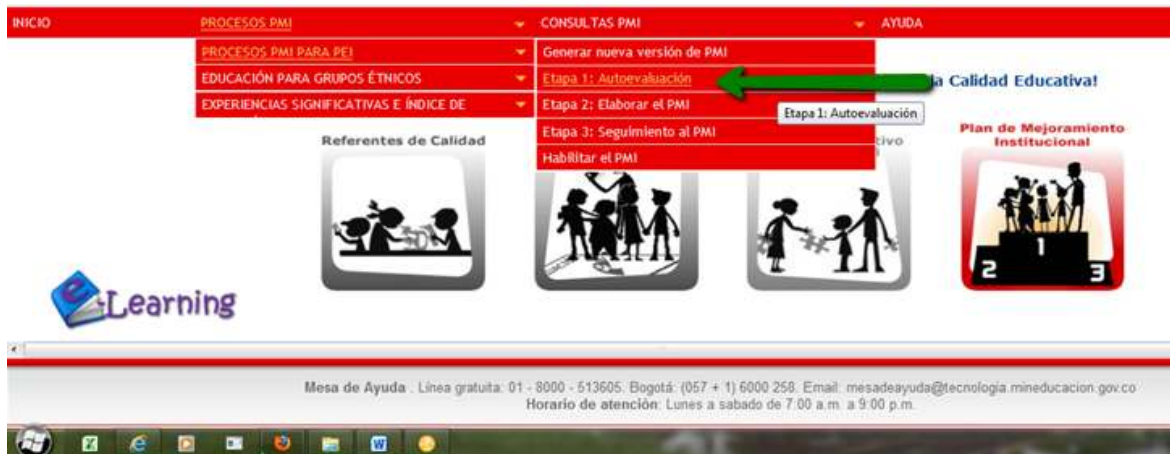 INICIO PROCESOS PMI CONSULTAS PMI AYUDA
PROCESOS PMI PARA PEI
EDUCACIÓN PARA GRUPOS ÉTNICOS
EXPERIENCIAS SIGNIFICATIVAS E ÍNDICE DE
Generar nueva versión de PMI
Etapa 1: Autoevaluación
Etapa 2: Elaborar el PMI
Etapa 3: Seguimiento al PMI
Habilitar el PMI
Etapa 1: Autoevaluación
la Calidad Educativa!
Referentes de Calidad
Plan de Mejoramiento
Institucional
1
2 3
e-Learning
Mesa de Ayuda . Línea gratuita: 01 - 8000 - 513605. Bogotá: (057 + 1) 6000 258. Email: mesadeayuda@tecnologia.mineducacion.gov.co
Horario de atención: Lunes a sabado de 7:00 a.m. a 9:00 p.m.